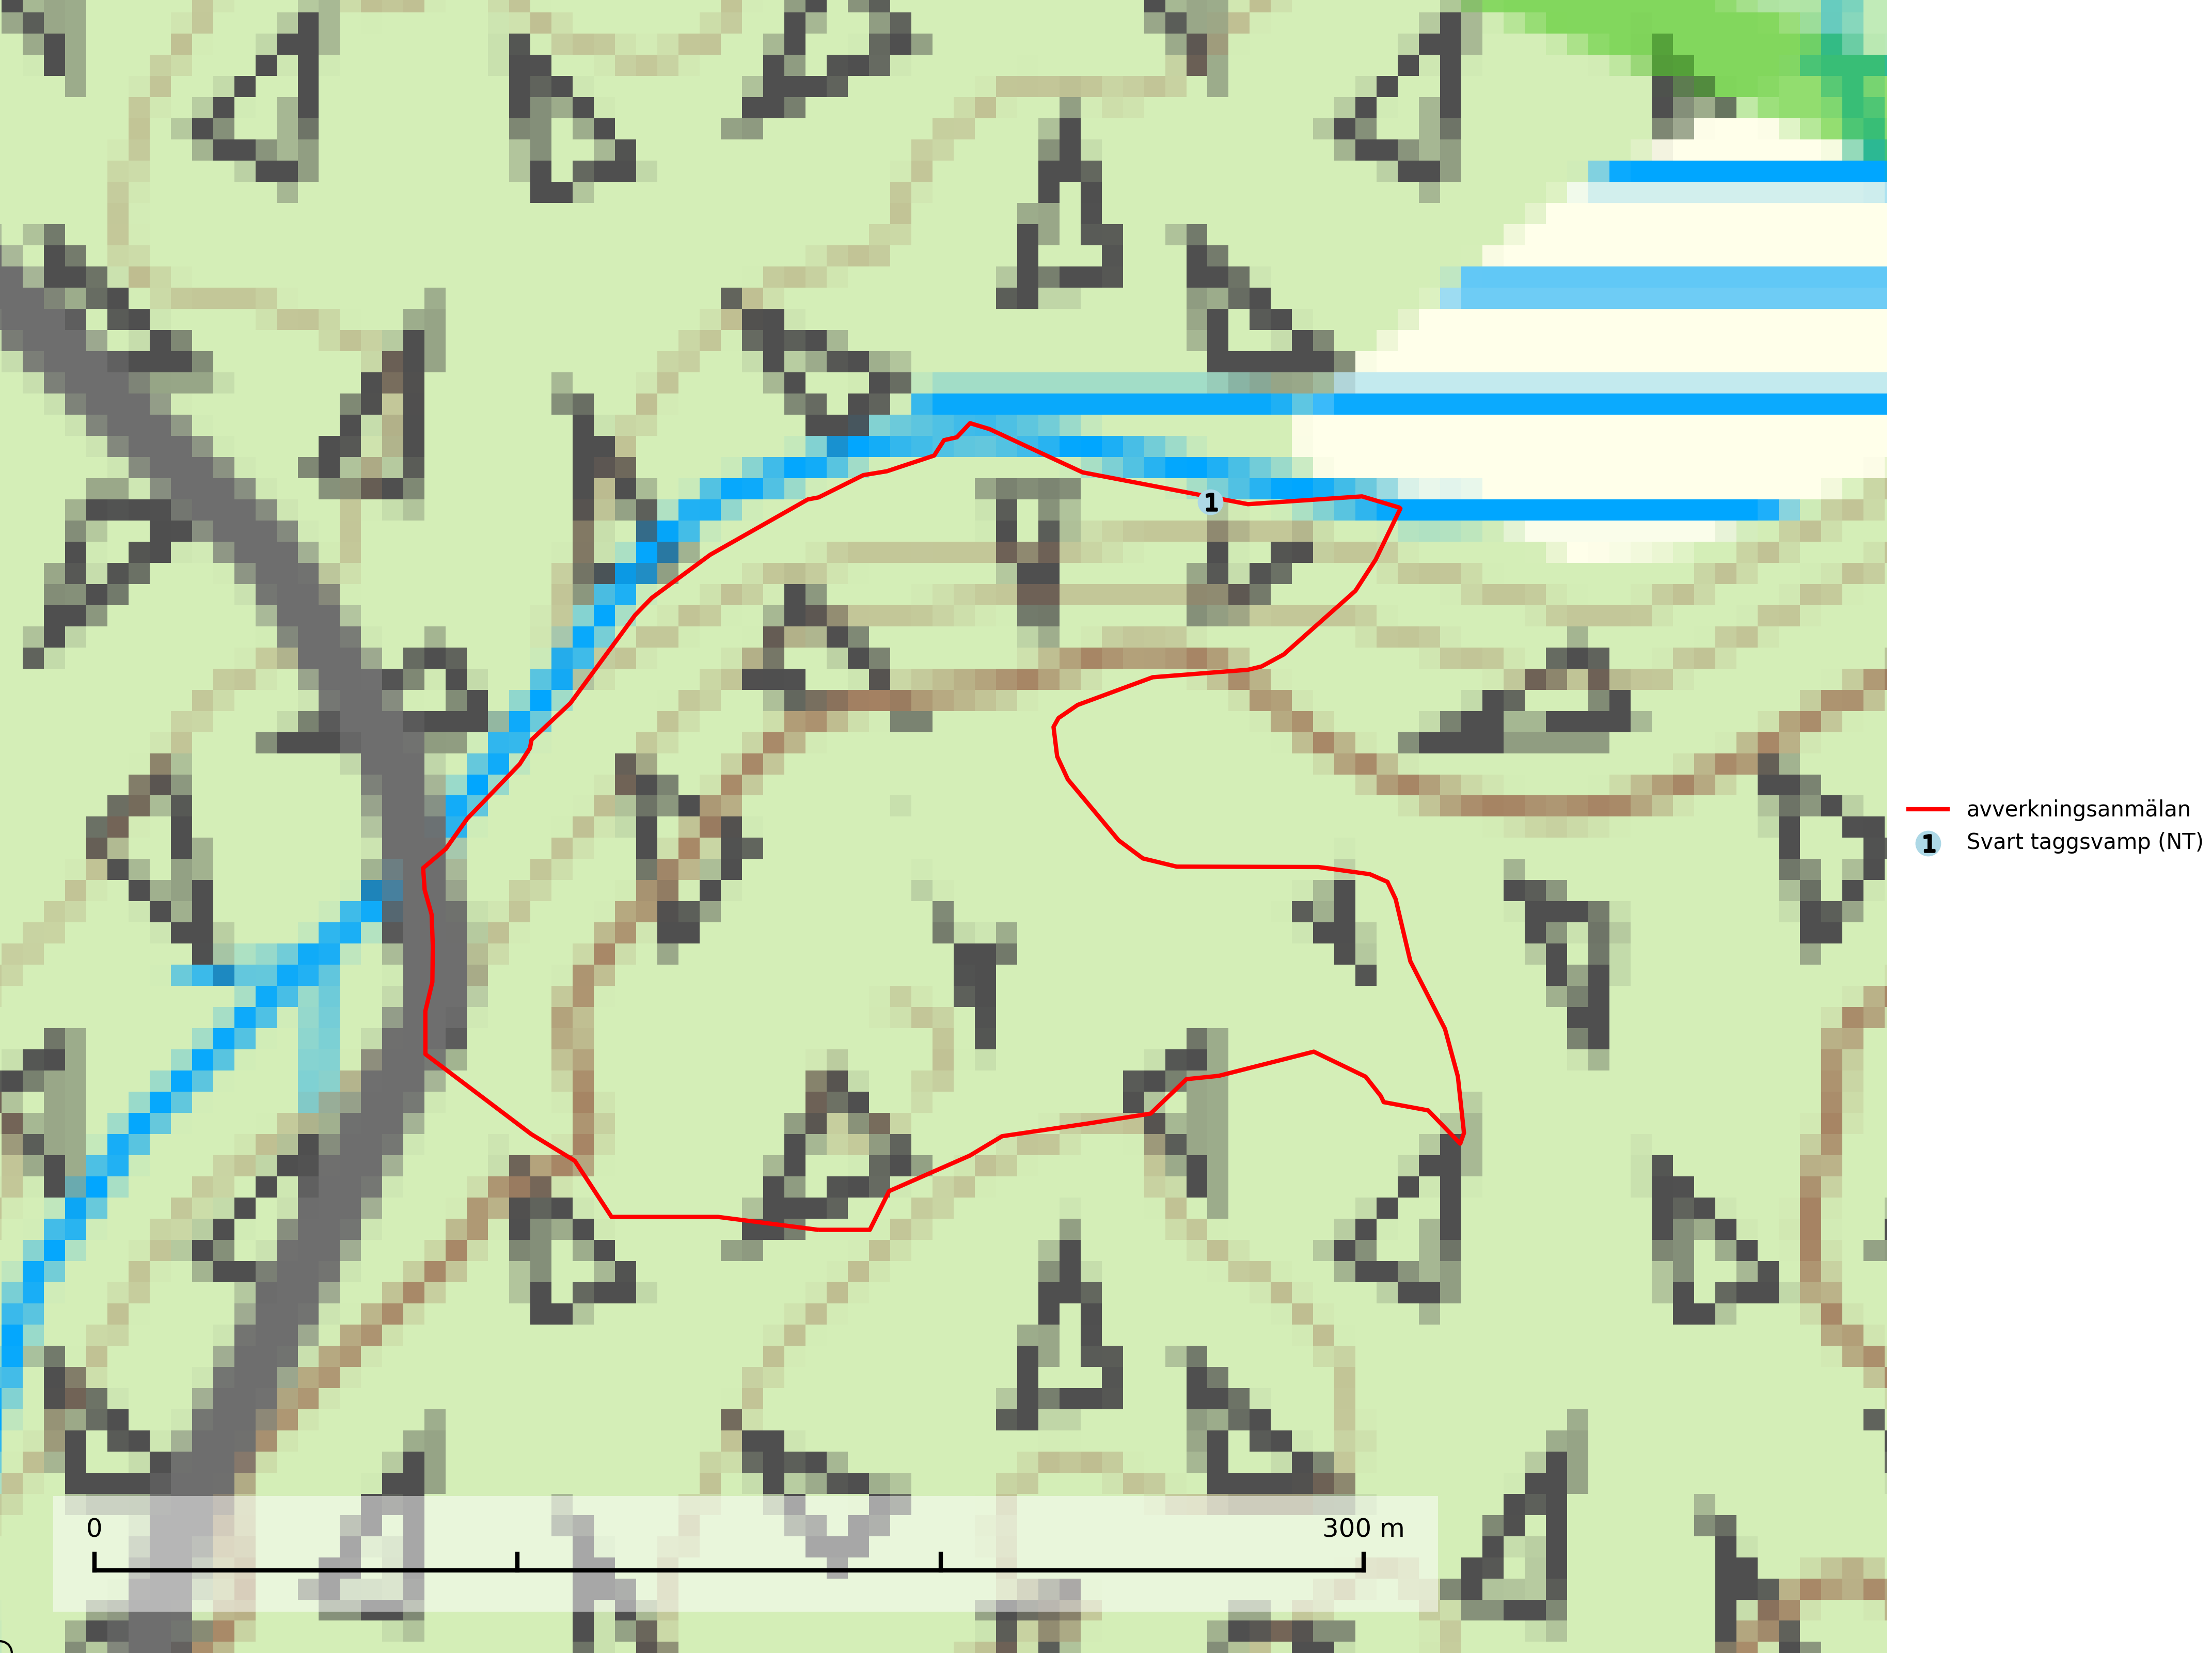 1
avverkningsanmälan
1 Svart taggsvamp (NT)
0 300 m